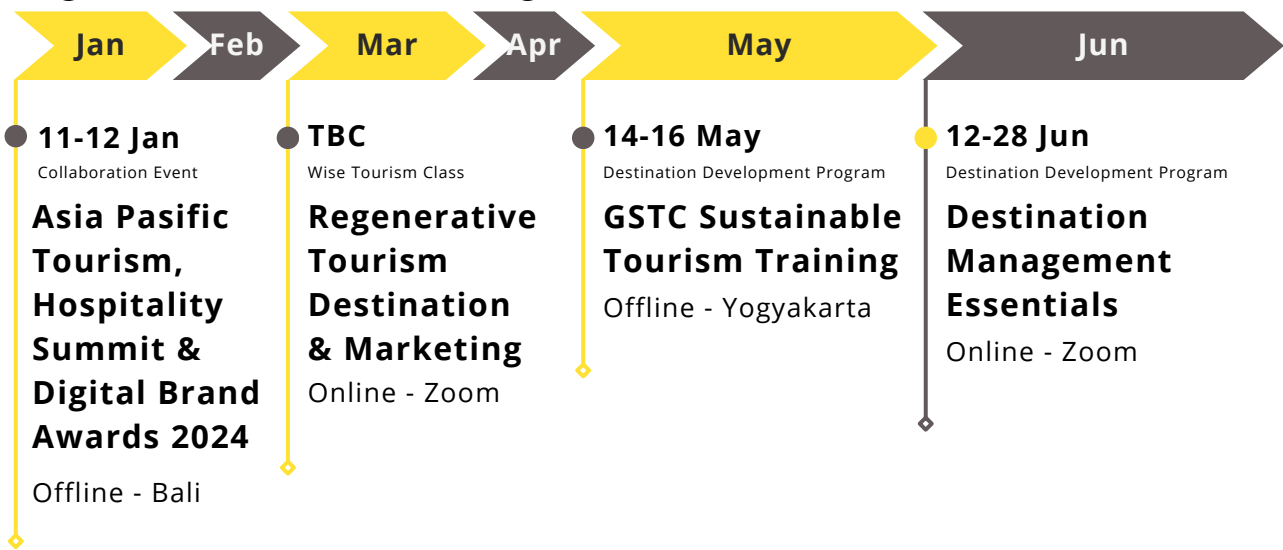 Jan
Feb
Mar
Apr
May
Jun
11-12 Jan
Collaboration Event
Asia Pasific
Tourism,
Hospitality
Summit &
Digital Brand
Awards 2024
Offline - Bali
TBC
Wise Tourism Class
Regenerative
Tourism
Destination
& Marketing
Online - Zoom
14-16 May
Destination Development Program
GSTC Sustainable
Tourism Training
Offline - Yogyakarta
12-28 Jun
Destination Development Program
Destination
Management
Essentials
Online - Zoom